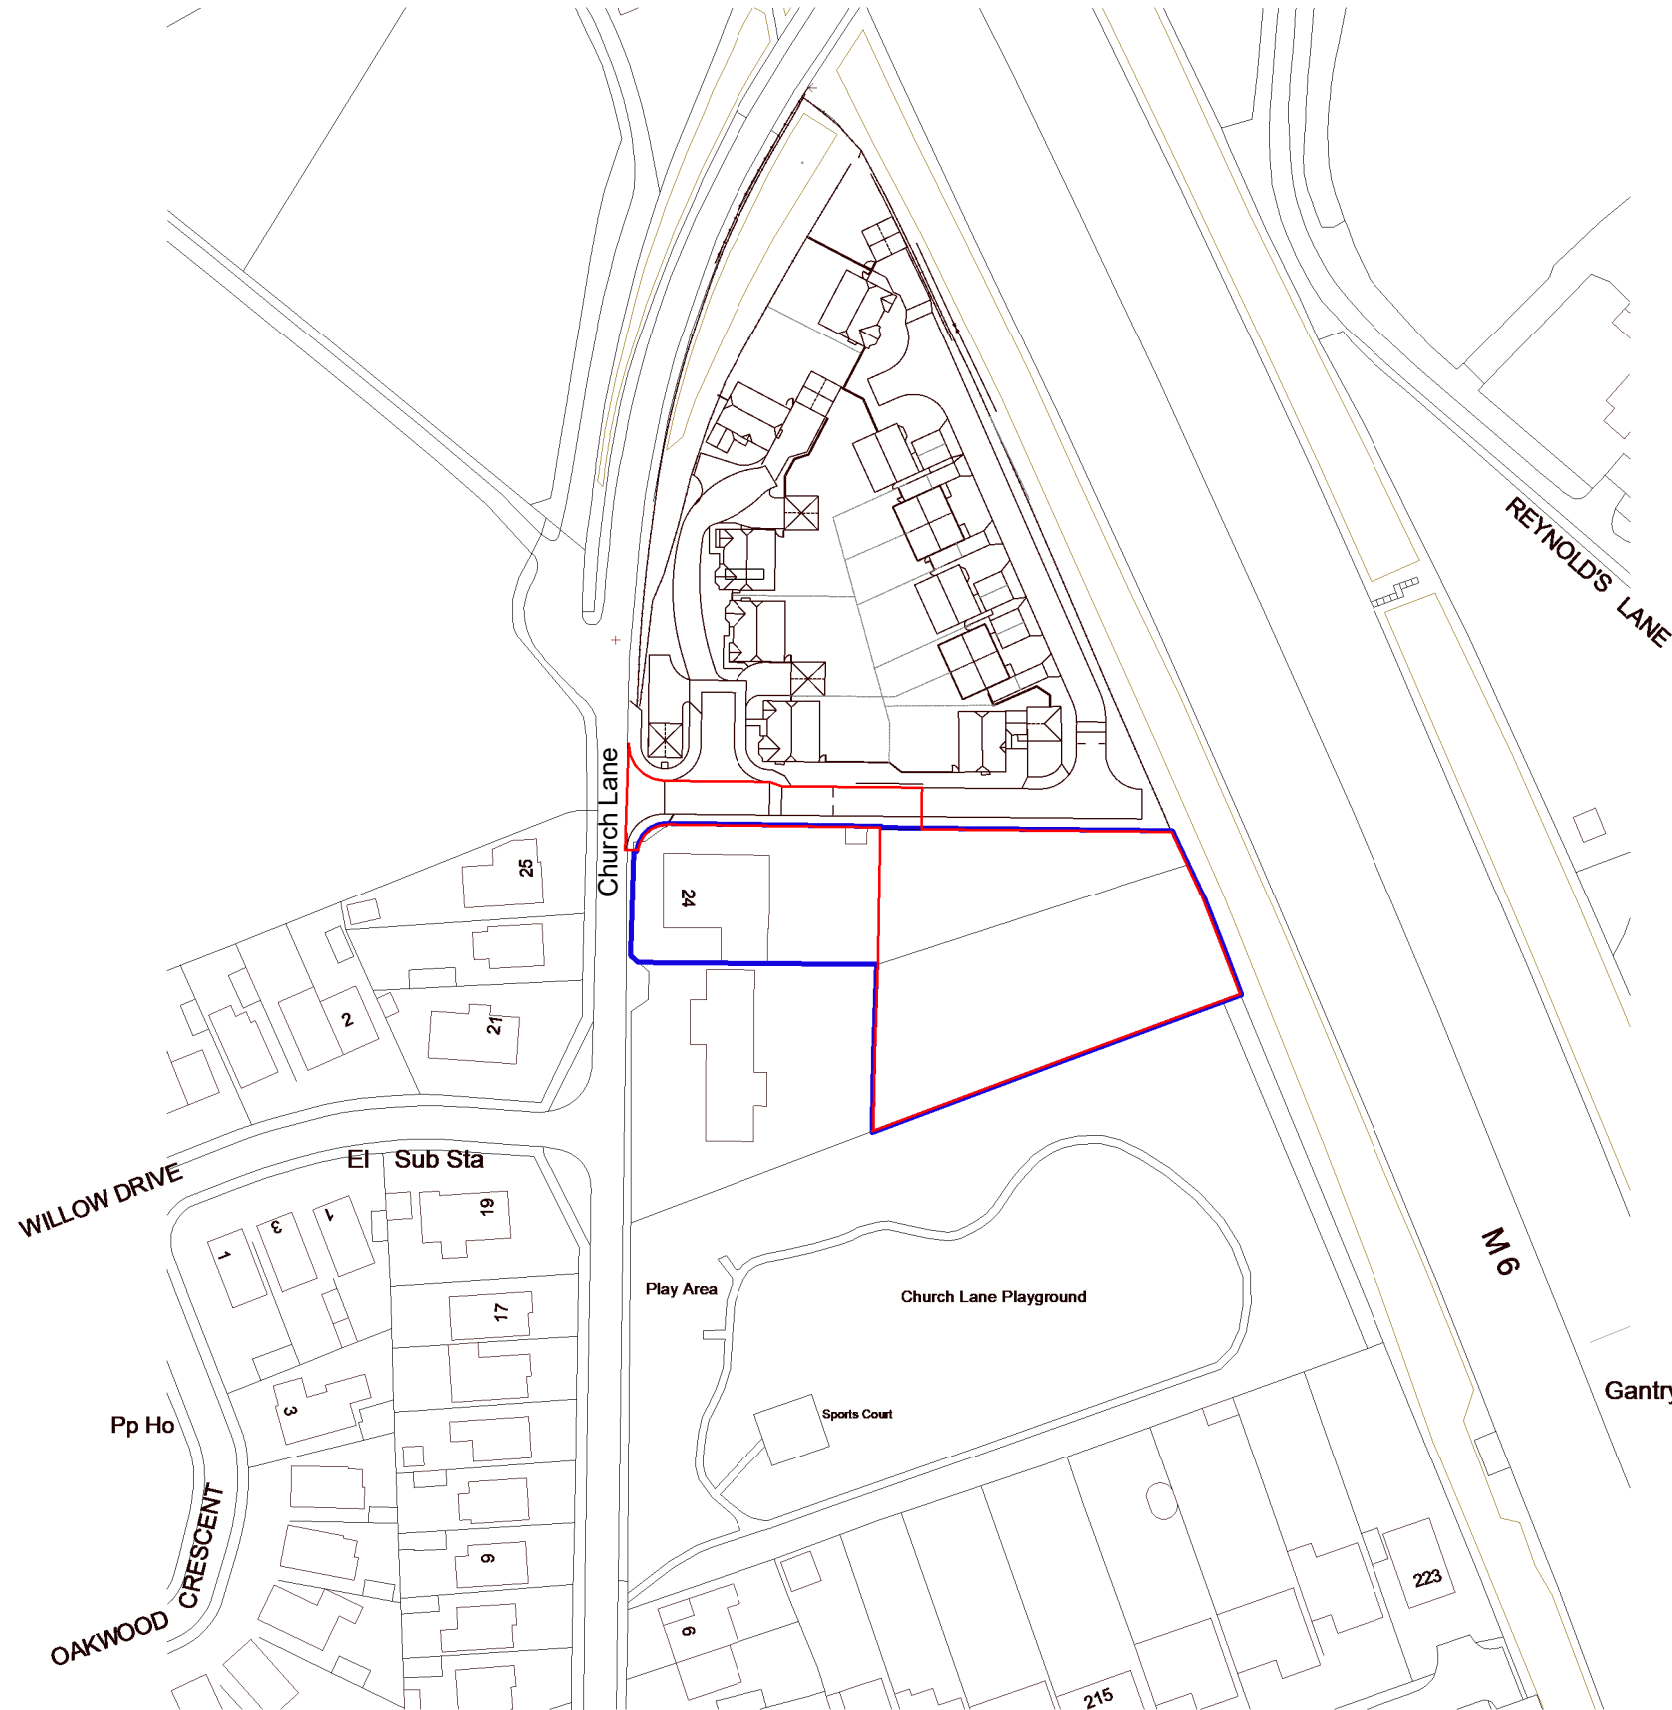 REYNOLD'S LANE
Church Lane
25
24
2
21
El Sub Sta
WILLOW DRIVE
19
1
3
1
M 6
Play Area
Church Lane Playground
17
Gantry
3
Sports Court
Pp Ho
OAKWOOD CRESCENT
9
223
6
215